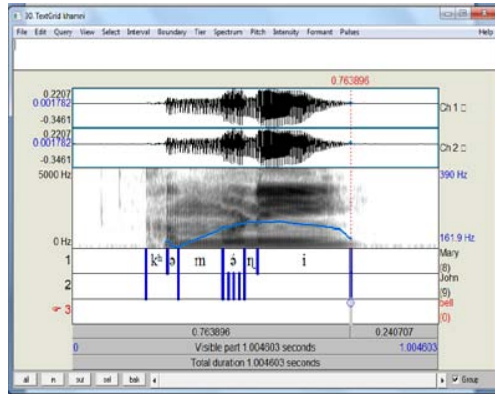 30. TextGrid khamni
File Edit Query View Select Interval Boundary Tier Spectrum Pitch Intensity Formant Pulses Help
0.763896
0.2207
0.001782
-0.3461
Ch 1
0.2207
0.001782
-0.3461
Ch 2
5000 Hz
390 Hz
0 Hz
161.9 Hz
1 kʰ ə m ə́ ɳ i Mary (8)
2 John (9)
3 bell (0)
0.763896 0.240707
0 Visible part 1.004603 seconds 1.004603
Total duration 1.004603 seconds
all in out sel bak Group